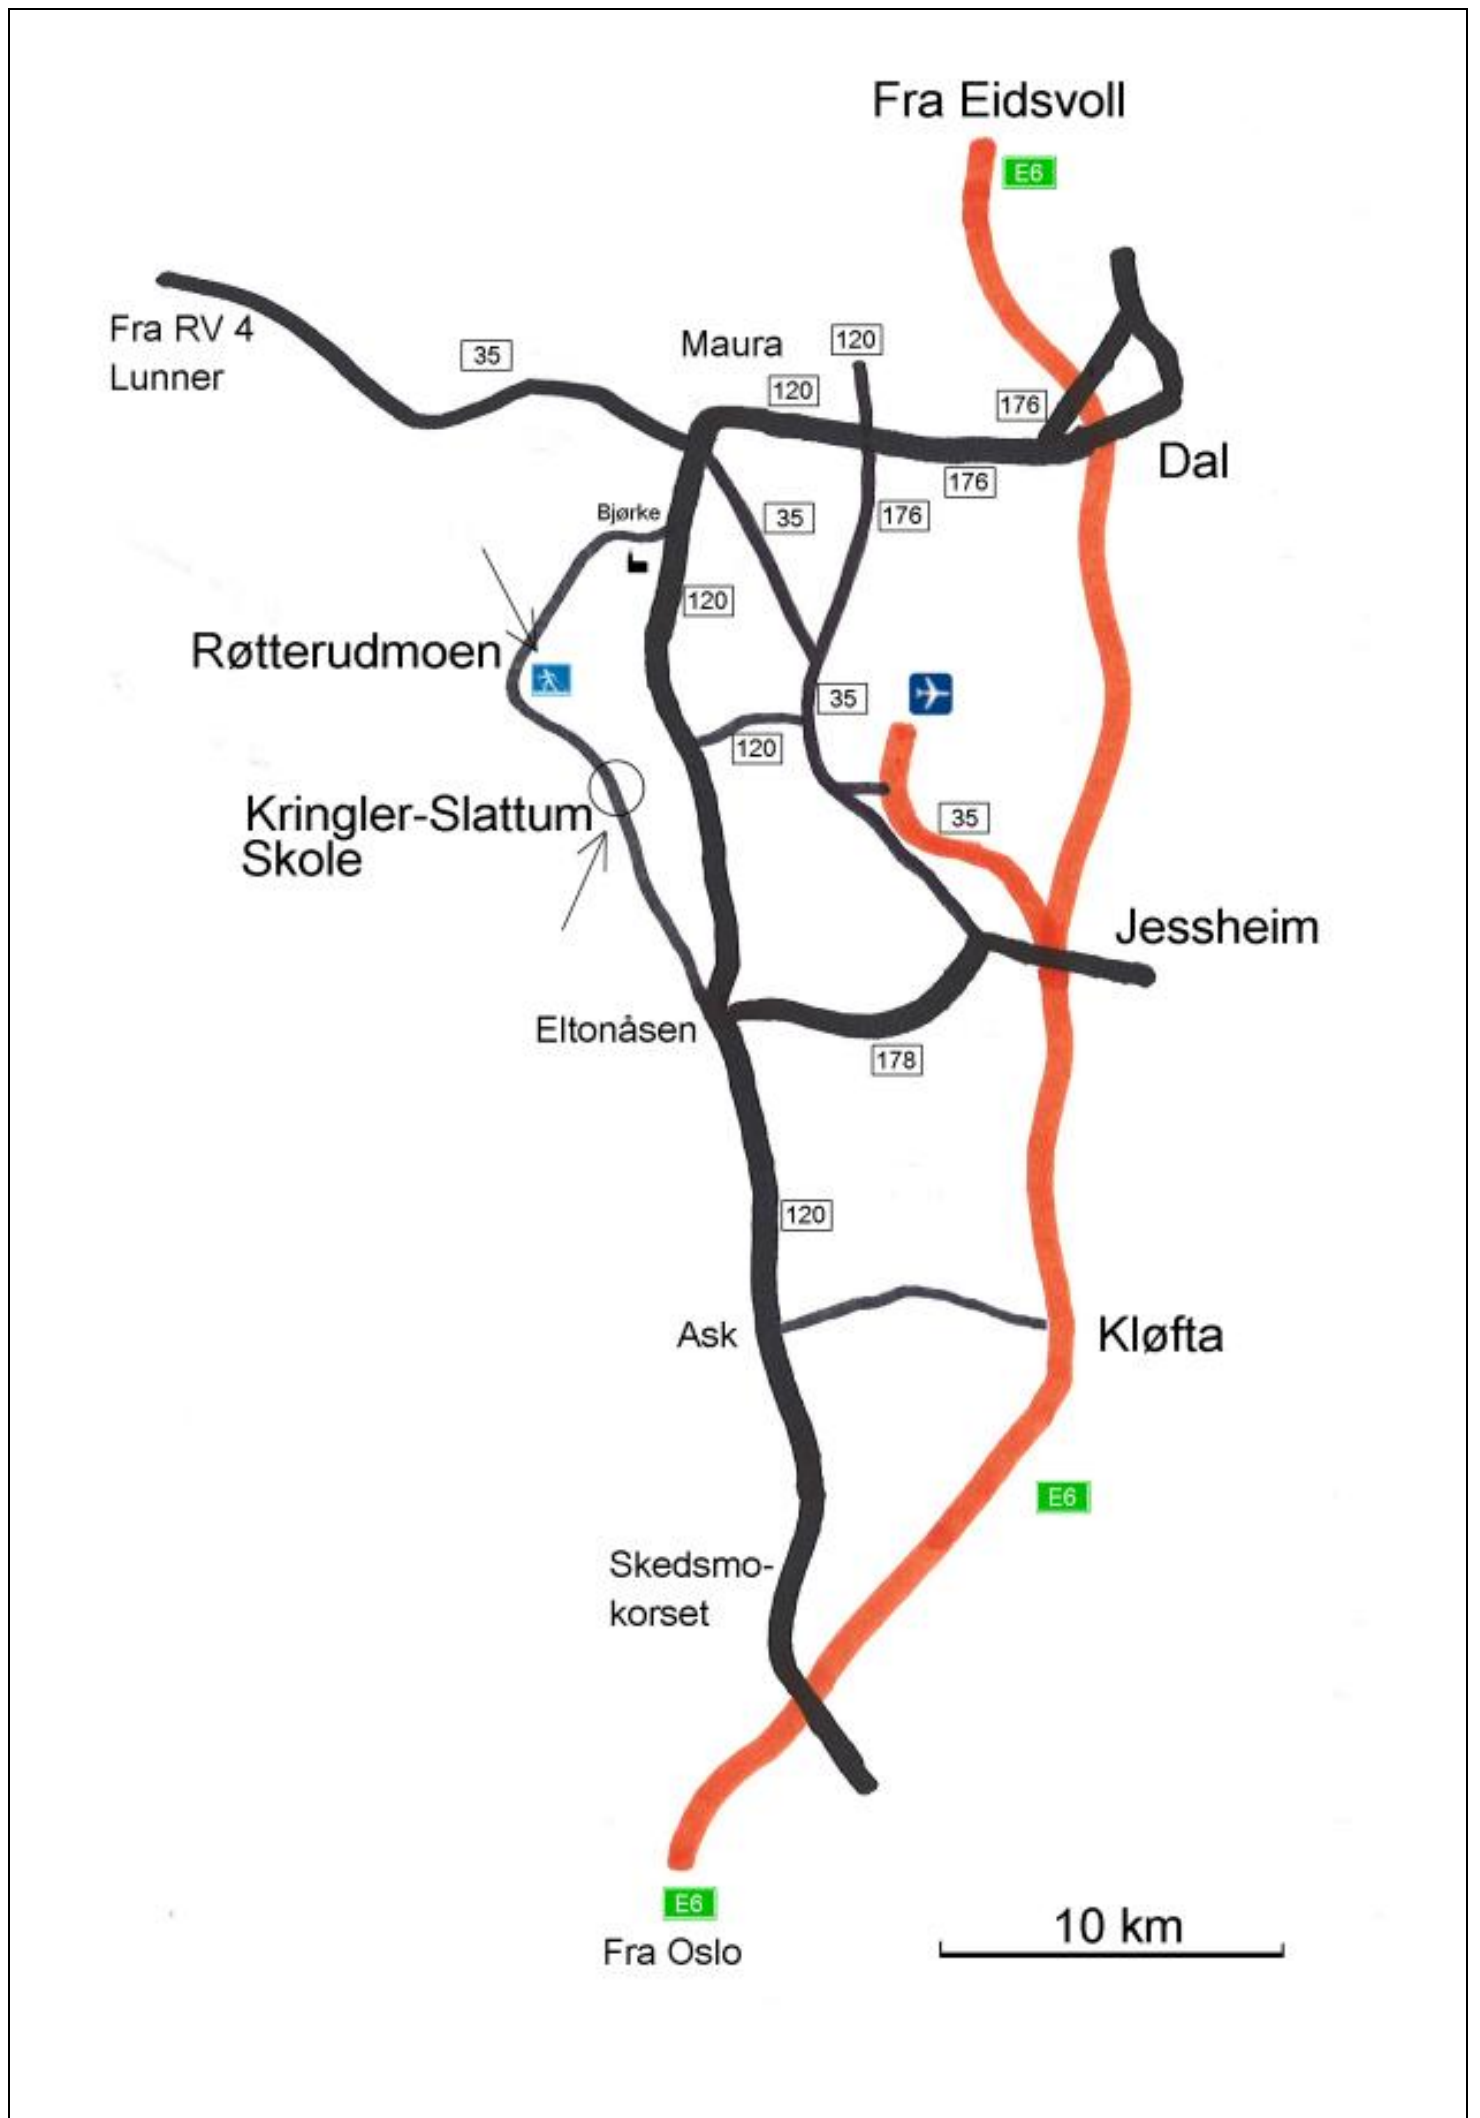 Fra Eidsvoll
E6
Fra RV 4
Lunner
35
Maura
120
120
176
Dal
176
Bjørke
35
176
120
Røtterudmoen
35
120
Kringler-Slattum
Skole
35
Jessheim
Eltonåsen
178
120
Ask
Kløfta
E6
Skedsmo-
korset
E6
Fra Oslo
10 km